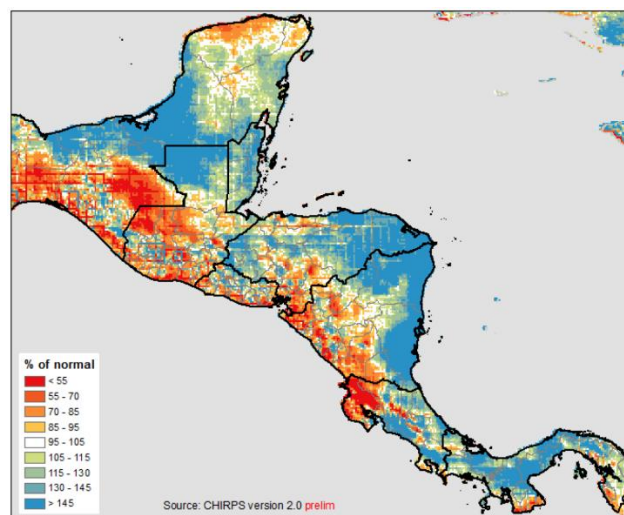 % of normal
< 55
55 - 70
70 - 85
85 - 95
95 - 105
105 - 115
115 - 130
130 - 145
> 145
Source: CHIRPS version 2.0 prelim